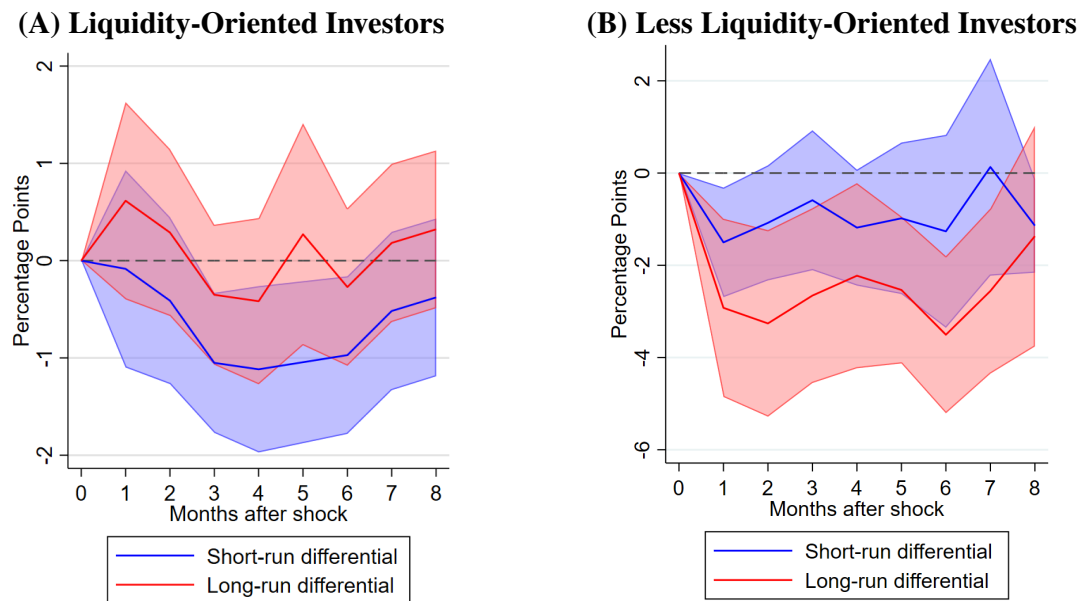 (A) Liquidity-Oriented Investors
Percentage Points
2
1
0
-1
-2
0 1 2 3 4 5 6 7 8
Months after shock
Short-run differential
Long-run differential
(B) Less Liquidity-Oriented Investors
Percentage Points
2
0
-2
-4
-6
0 1 2 3 4 5 6 7 8
Months after shock
Short-run differential
Long-run differential